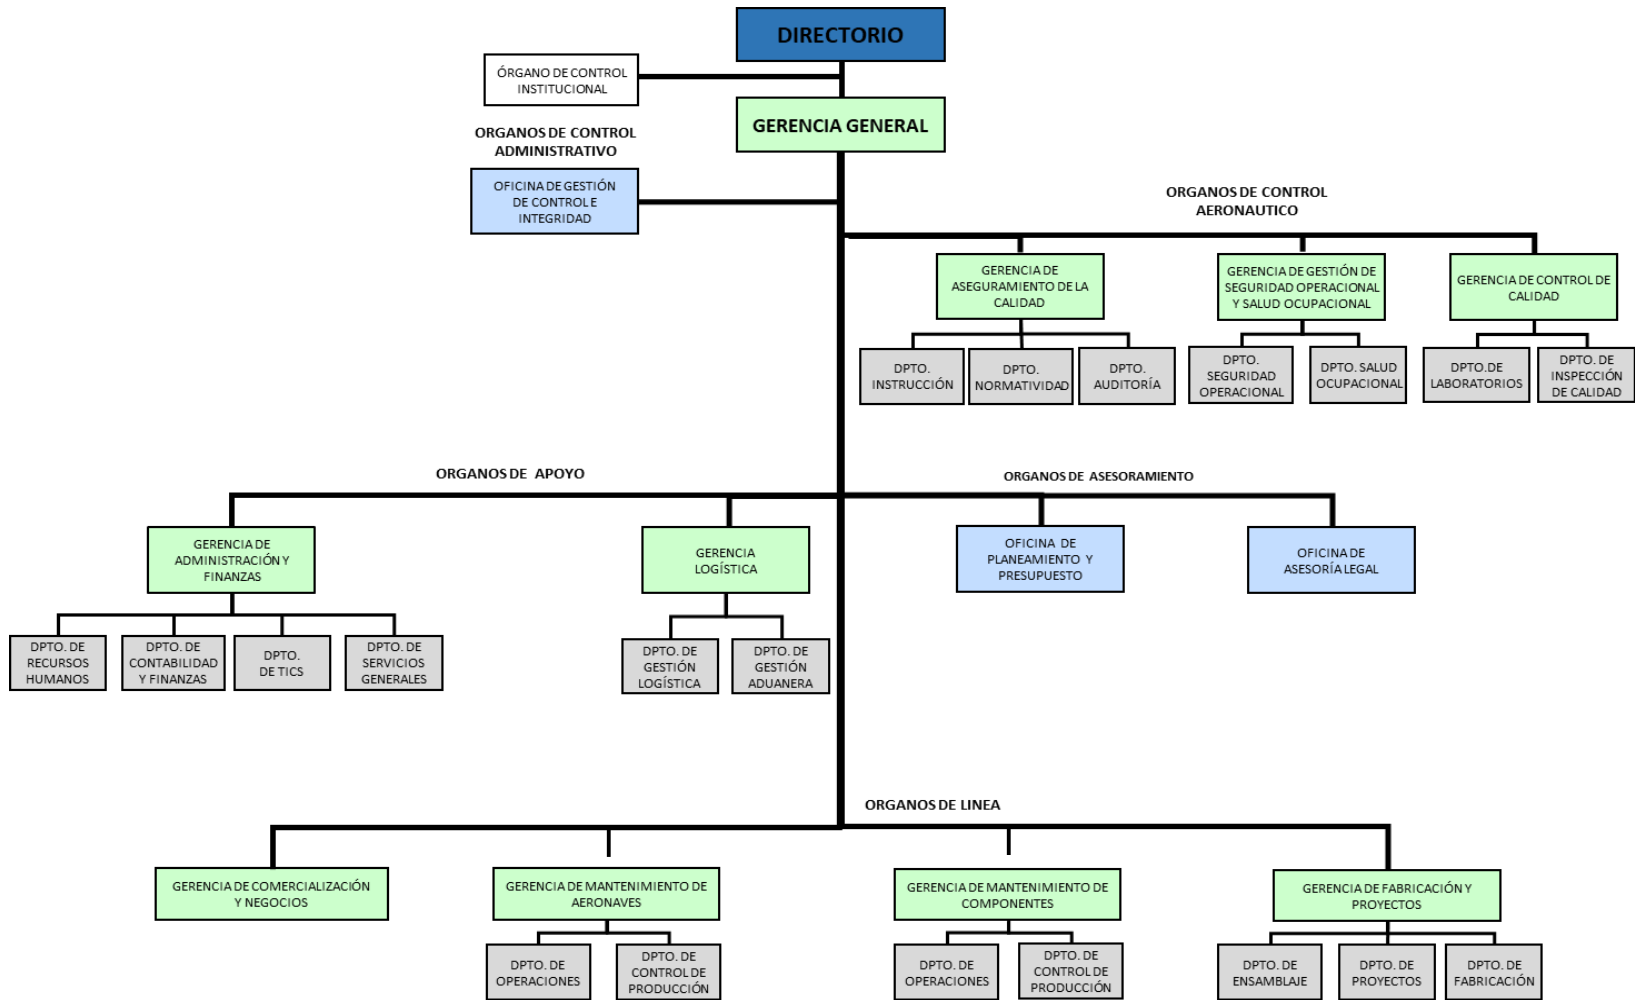 DIRECTORIO
ÓRGANO DE CONTROL
INSTITUCIONAL
GERENCIA GENERAL
ORGANOS DE CONTROL
ADMINISTRATIVO
OFICINA DE GESTIÓN
DE CONTROL E
INTEGRIDAD
ORGANOS DE CONTROL
AERONAUTICO
GERENCIA DE
ASEGURAMIENTO DE LA
CALIDAD
GERENCIA DE GESTIÓN DE
SEGURIDAD OPERACIONAL
Y SALUD OCUPACIONAL
GERENCIA DE CONTROL DE
CALIDAD
DPTO.
INSTRUCCIÓN
DPTO.
NORMATIVIDAD
DPTO.
AUDITORÍA
DPTO.
SEGURIDAD
OPERACIONAL
DPTO. SALUD
OCUPACIONAL
DPTO.DE
LABORATORIOS
DPTO. DE
INSPECCIÓN
DE CALIDAD
ORGANOS DE APOYO
ORGANOS DE ASESORAMIENTO
GERENCIA DE
ADMINISTRACIÓN Y
FINANZAS
GERENCIA
LOGÍSTICA
OFICINA DE
PLANEAMIENTO Y
PRESUPUESTO
OFICINA DE
ASESORÍA LEGAL
DPTO. DE
RECURSOS
HUMANOS
DPTO. DE
CONTABILIDAD
Y FINANZAS
DPTO.
DE TICS
DPTO. DE
SERVICIOS
GENERALES
DPTO. DE
GESTIÓN
LOGÍSTICA
DPTO. DE
GESTIÓN
ADUANERA
ORGANOS DE LINEA
GERENCIA DE COMERCIALIZACIÓN
Y NEGOCIOS
GERENCIA DE MANTENIMIENTO DE
AERONAVES
GERENCIA DE MANTENIMIENTO DE
COMPONENTES
GERENCIA DE FABRICACIÓN Y
PROYECTOS
DPTO. DE
OPERACIONES
DPTO. DE
CONTROL DE
PRODUCCIÓN
DPTO. DE
OPERACIONES
DPTO. DE
CONTROL DE
PRODUCCIÓN
DPTO. DE
ENSAMBLAJE
DPTO. DE
PROYECTOS
DPTO. DE
FABRICACIÓN